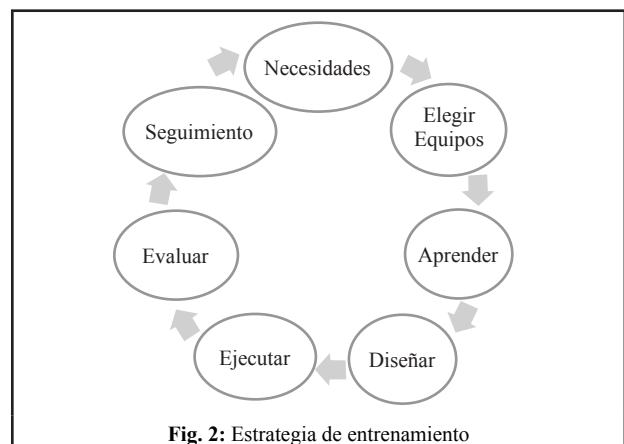 Necesidades
Elegir
Equipos
Aprender
Diseñar
Ejecutar
Evaluar
Seguimiento
Fig. 2: Estrategia de entrenamiento